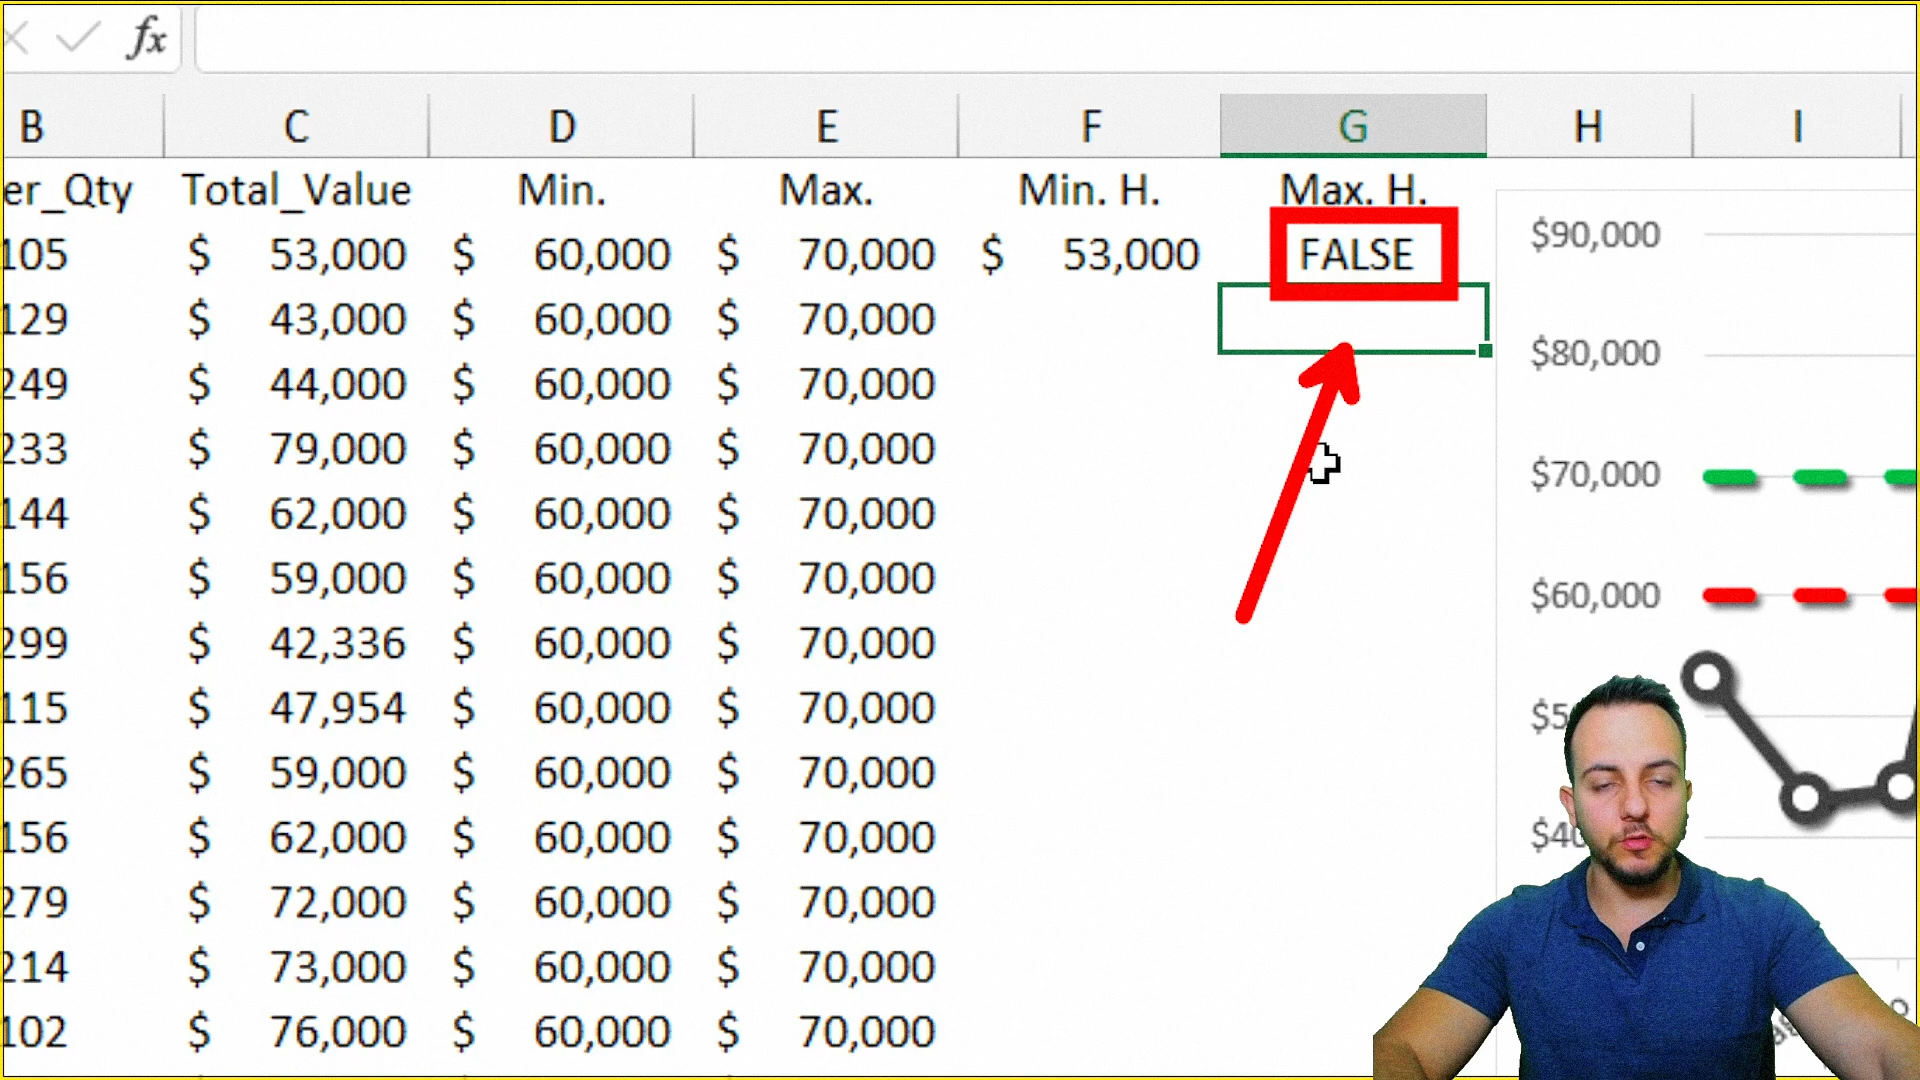 fx
B C D E F G H I
er_Qty Total_Value Min. Max. Min. H. Max. H.
105 $ 53,000 $ 60,000 $ 70,000 $ 53,000 FALSE
129 $ 43,000 $ 60,000 $ 70,000
249 $ 44,000 $ 60,000 $ 70,000
233 $ 79,000 $ 60,000 $ 70,000
144 $ 62,000 $ 60,000 $ 70,000
156 $ 59,000 $ 60,000 $ 70,000
299 $ 42,336 $ 60,000 $ 70,000
115 $ 47,954 $ 60,000 $ 70,000
265 $ 59,000 $ 60,000 $ 70,000
156 $ 62,000 $ 60,000 $ 70,000
279 $ 72,000 $ 60,000 $ 70,000
214 $ 73,000 $ 60,000 $ 70,000
102 $ 76,000 $ 60,000 $ 70,000
$90,000
$80,000
$70,000
$60,000
$5
$40